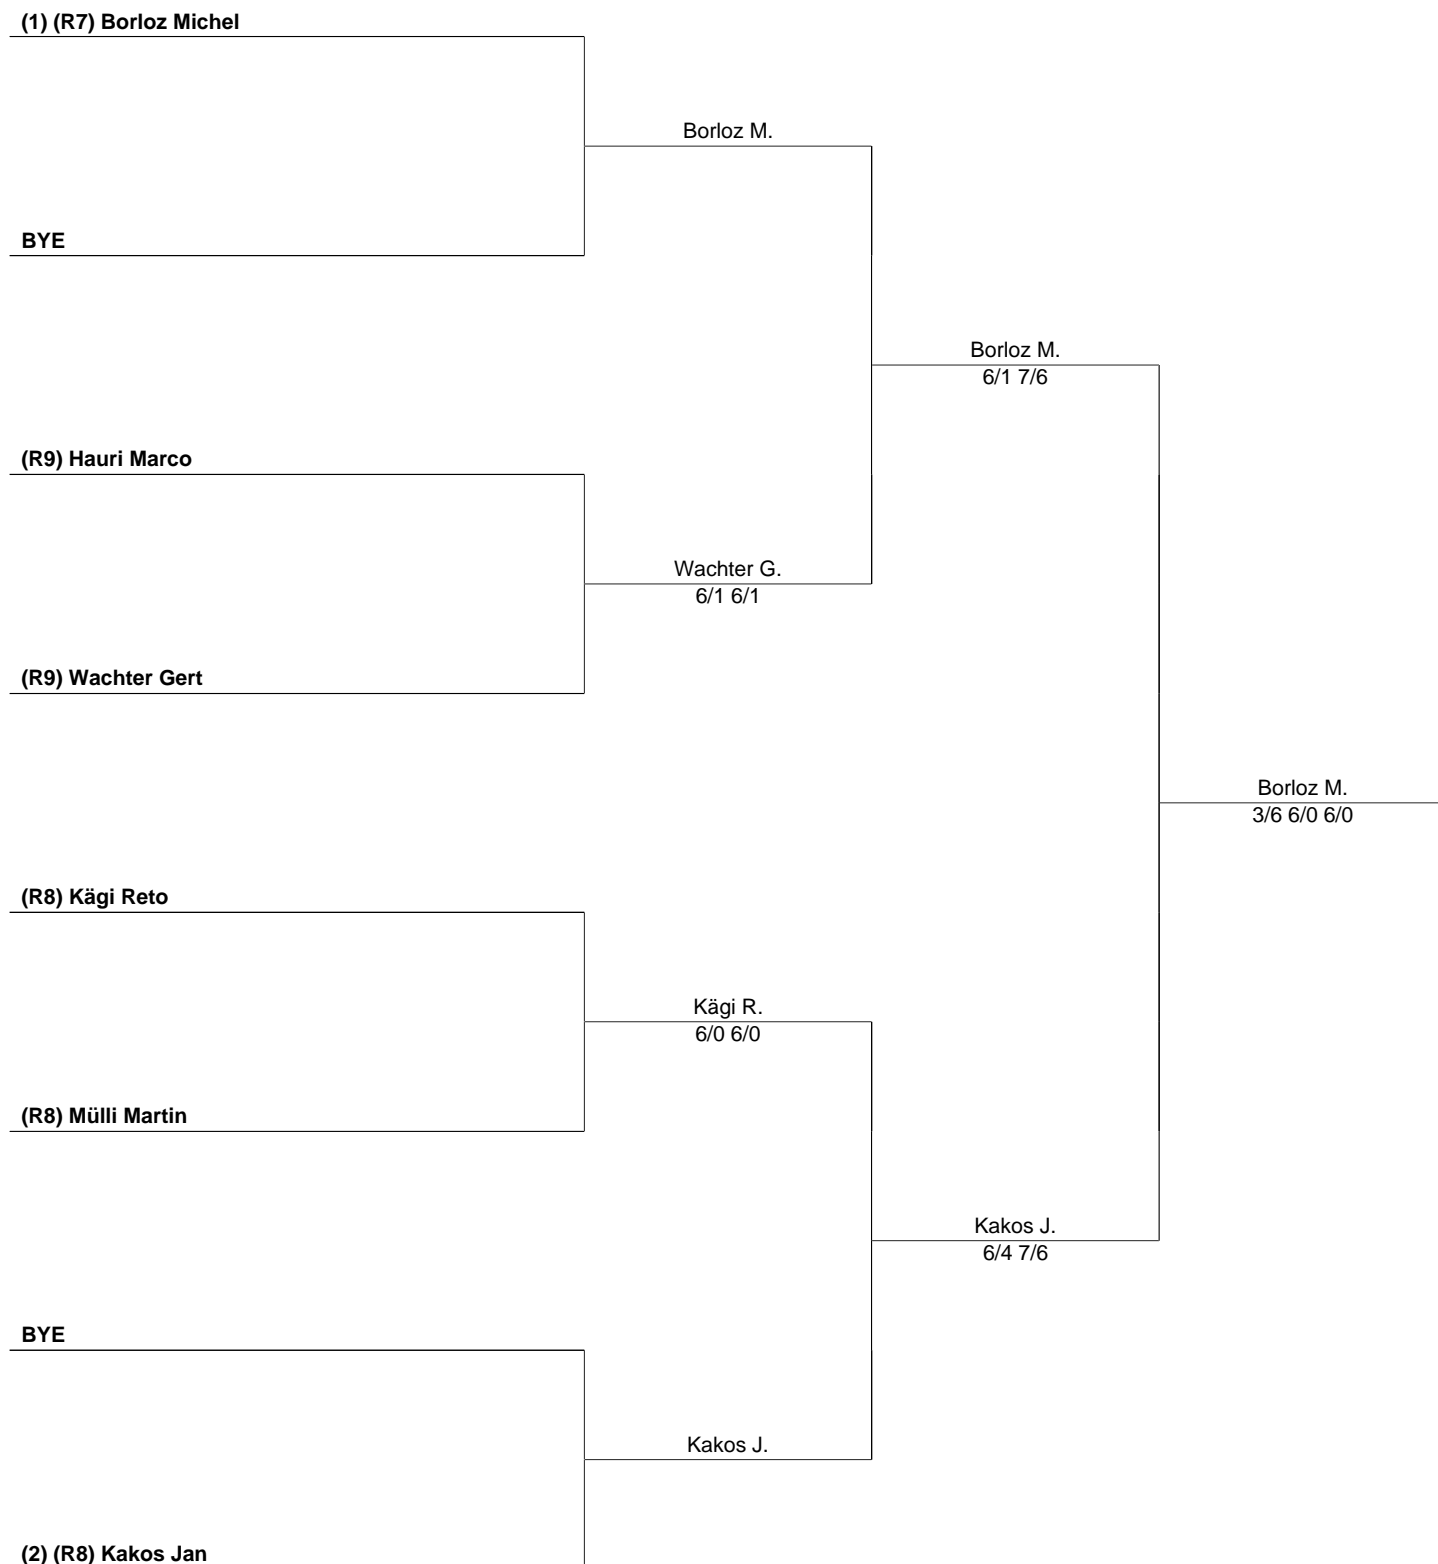 (1) (R7) Borloz Michel
Borloz M.
BYE
Borloz M.
6/1 7/6
(R9) Hauri Marco
Wachter G.
6/1 6/1
(R9) Wachter Gert
Borloz M.
3/6 6/0 6/0
(R8) Kägi Reto
Kägi R.
6/0 6/0
(R8) Mülli Martin
Kakos J.
6/4 7/6
BYE
Kakos J.
(2) (R8) Kakos Jan